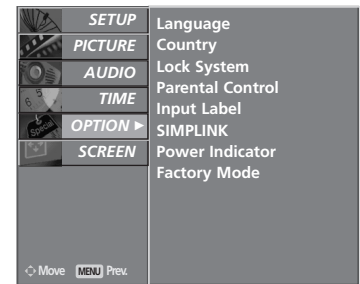 SETUP
PICTURE
AUDIO
TIME
OPTION ►
SCREEN
Language
Country
Lock System
Parental Control
Input Label
SIMPLINK
Power Indicator
Factory Mode
Move MENU Prev.
Special